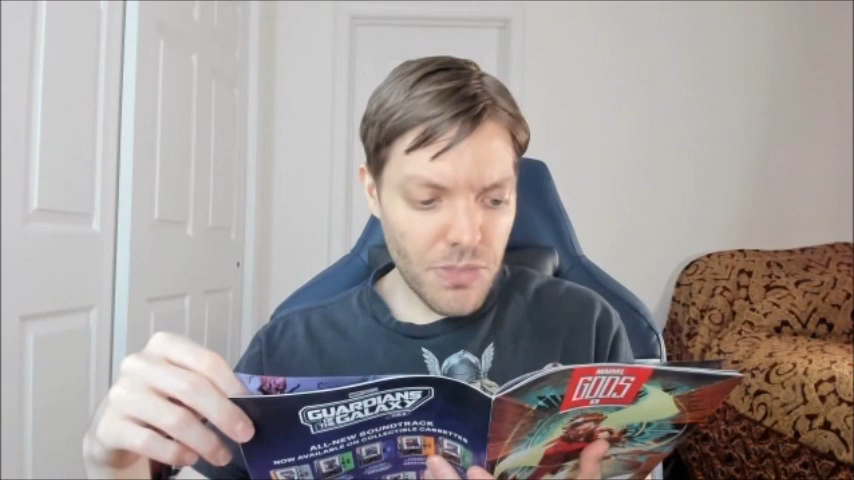 GUARDIANS
OF THE GALAXY
ALL-NEW SOUNDTRACK
NOW AVAILABLE ON COLLECTIBLE CASSETTES
MARVEL
GODS